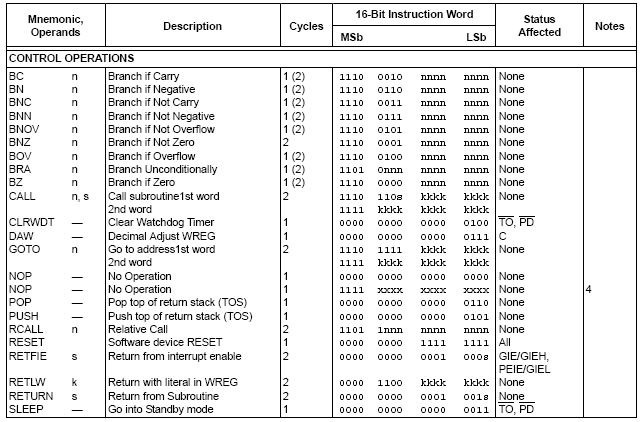 Mnemonic, Operands Description Cycles 16-Bit Instruction Word Status Affected Notes
MSb LSb
CONTROL OPERATIONS
BC n Branch if Carry 1 (2) 1110 0010 nnnn nnnn None
BN n Branch if Negative 1 (2) 1110 0110 nnnn nnnn None
BNC n Branch if Not Carry 1 (2) 1110 0011 nnnn nnnn None
BNN n Branch if Not Negative 1 (2) 1110 0111 nnnn nnnn None
BNOV n Branch if Not Overflow 1 (2) 1110 0101 nnnn nnnn None
BNZ n Branch if Not Zero 2 1110 0001 nnnn nnnn None
BOV n Branch if Overflow 1 (2) 1110 0100 nnnn nnnn None
BRA n Branch Unconditionally 1 (2) 1101 0nnn nnnn nnnn None
BZ n Branch if Zero 1 (2) 1110 0000 nnnn nnnn None
CALL n, s Call subroutine1st word 2 1110 110s kkkk kkkk None
2nd word 1111 kkkk kkkk kkkk
CLRWDT — Clear Watchdog Timer 1 0000 0000 0000 0100 TO, PD
DAW — Decimal Adjust WREG 1 0000 0000 0000 0111 C
GOTO n Go to address1st word 2 1110 1111 kkkk kkkk None
2nd word 1111 kkkk kkkk kkkk
NOP — No Operation 1 0000 0000 0000 0000 None
NOP — No Operation 1 1111 xxxx xxxx xxxx None 4
POP — Pop top of return stack (TOS) 1 0000 0000 0000 0110 None
PUSH — Push top of return stack (TOS) 1 0000 0000 0000 0101 None
RCALL n Relative Call 2 1101 1nnn nnnn nnnn None
RESET Software device RESET 1 0000 0000 1111 1111 All
RETFIE s Return from interrupt enable 2 0000 0000 0001 000s GIE/GIEH,
PEIE/GIEL
RETLW k Return with literal in WREG 2 0000 1100 kkkk kkkk None
RETURN s Return from Subroutine 2 0000 0000 0001 001s None
SLEEP — Go into Standby mode 1 0000 0000 0000 0011 TO, PD